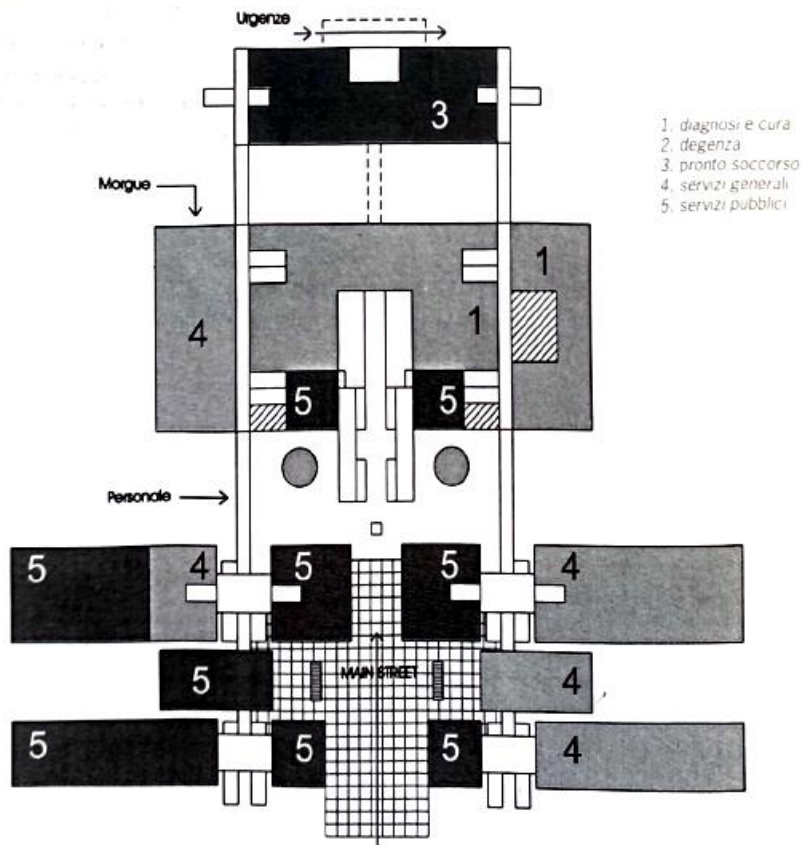 Urgenze
3
1. diagnosi e cura
2. degenza
3. pronto soccorso
4. servizi generali
5. servizi pubblici
Morgue
1
4
1
5
5
Personale
5
4
5
5
4
5
MAIN STREET
4
5
5
5
4